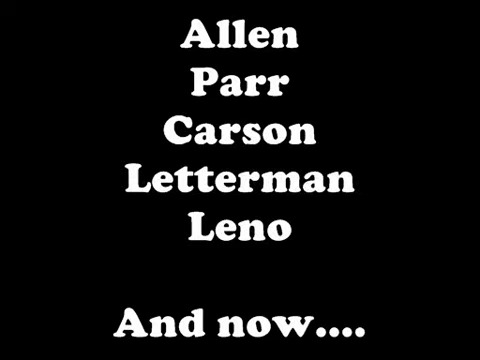 Allen
Parr
Carson
Letterman
Leno
And now....